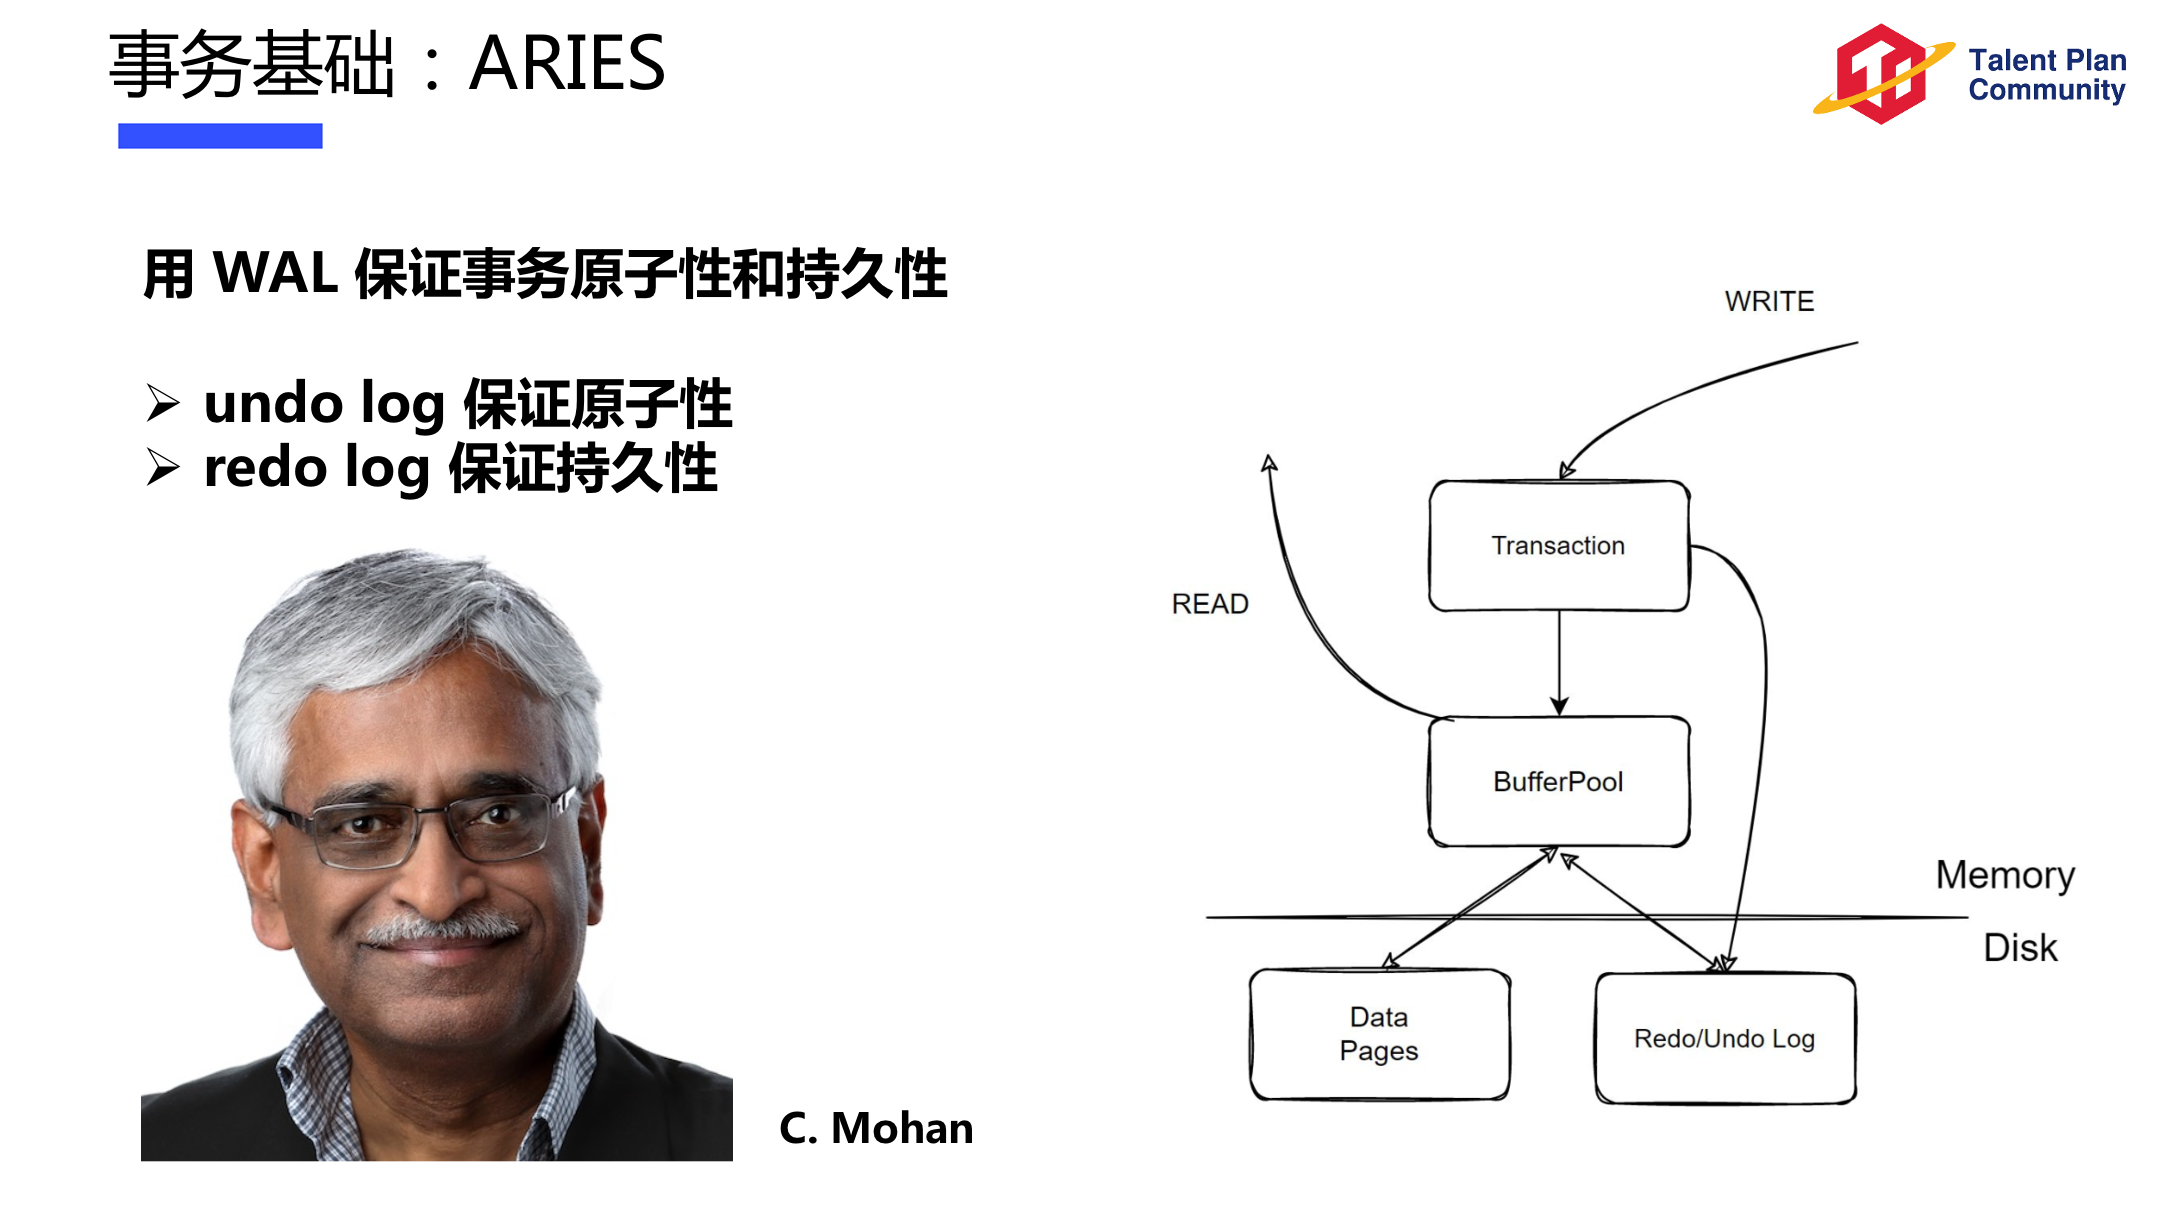 事务基础：ARIES
Talent Plan
Community
用 WAL 保证事务原子性和持久性
undo log 保证原子性
redo log 保证持久性
C. Mohan
WRITE
READ
Transaction
BufferPool
Memory
Disk
Data
Pages
Redo/Undo Log